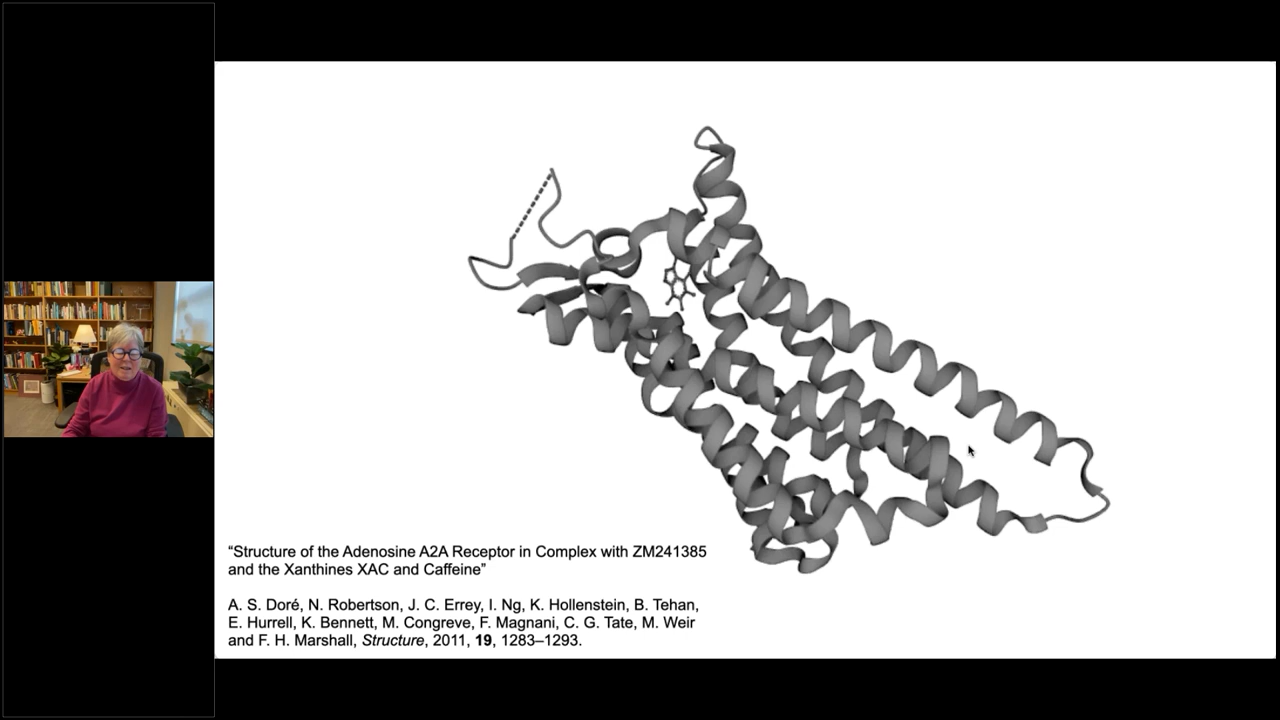 “Structure of the Adenosine A2A Receptor in Complex with ZM241385
and the Xanthines XAC and Caffeine”
A. S. Doré, N. Robertson, J. C. Errey, I. Ng, K. Hollenstein, B. Tehan,
E. Hurrell, K. Bennett, M. Congreve, F. Magnani, C. G. Tate, M. Weir
and F. H. Marshall, Structure, 2011, 19, 1283–1293.